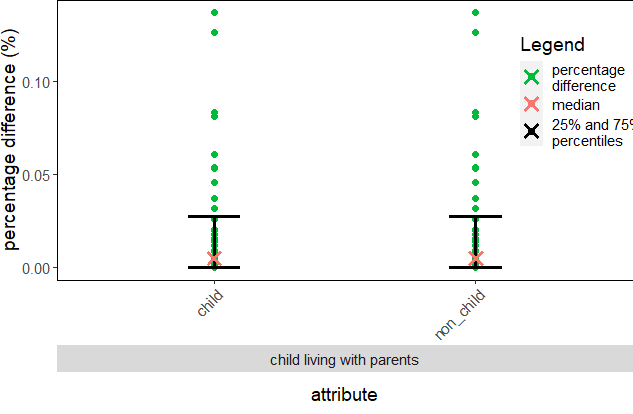 percentage difference (%)
0.10
0.05
0.00
Legend
percentage
difference
median
25% and 75%
percentiles
child
non_child
child living with parents
attribute